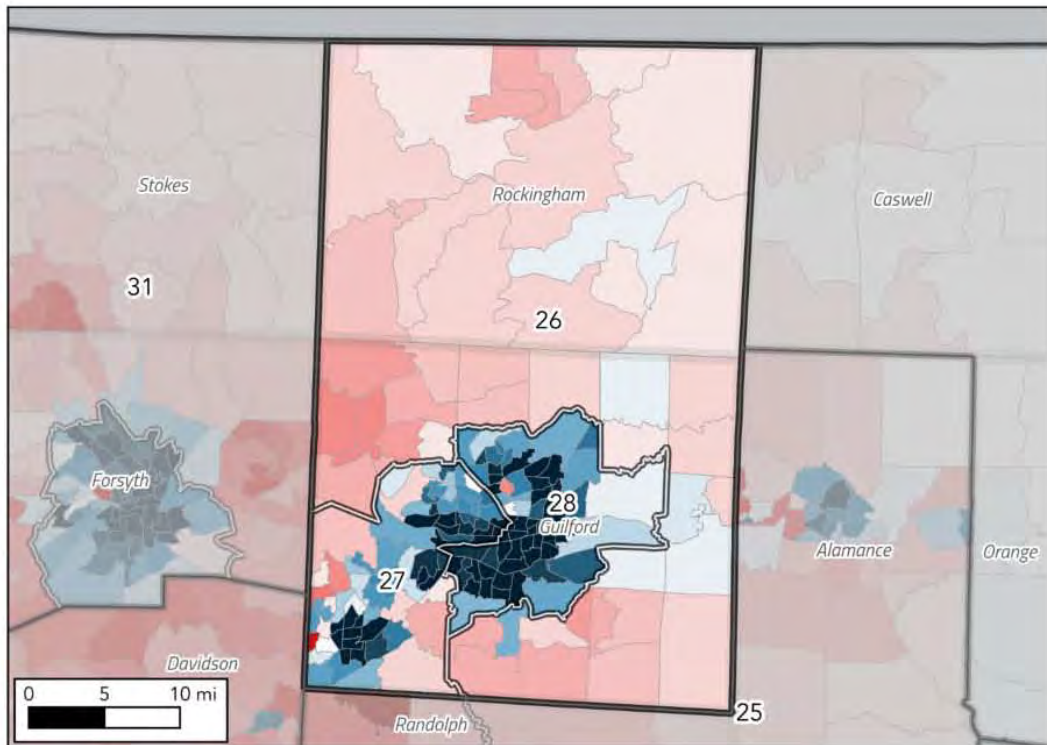 Stokes
Rockingham
Caswell
31
26
Forsyth
28
Guilford
27
Alamance
Orange
Davidson
0 5 10 mi
25
Randolph